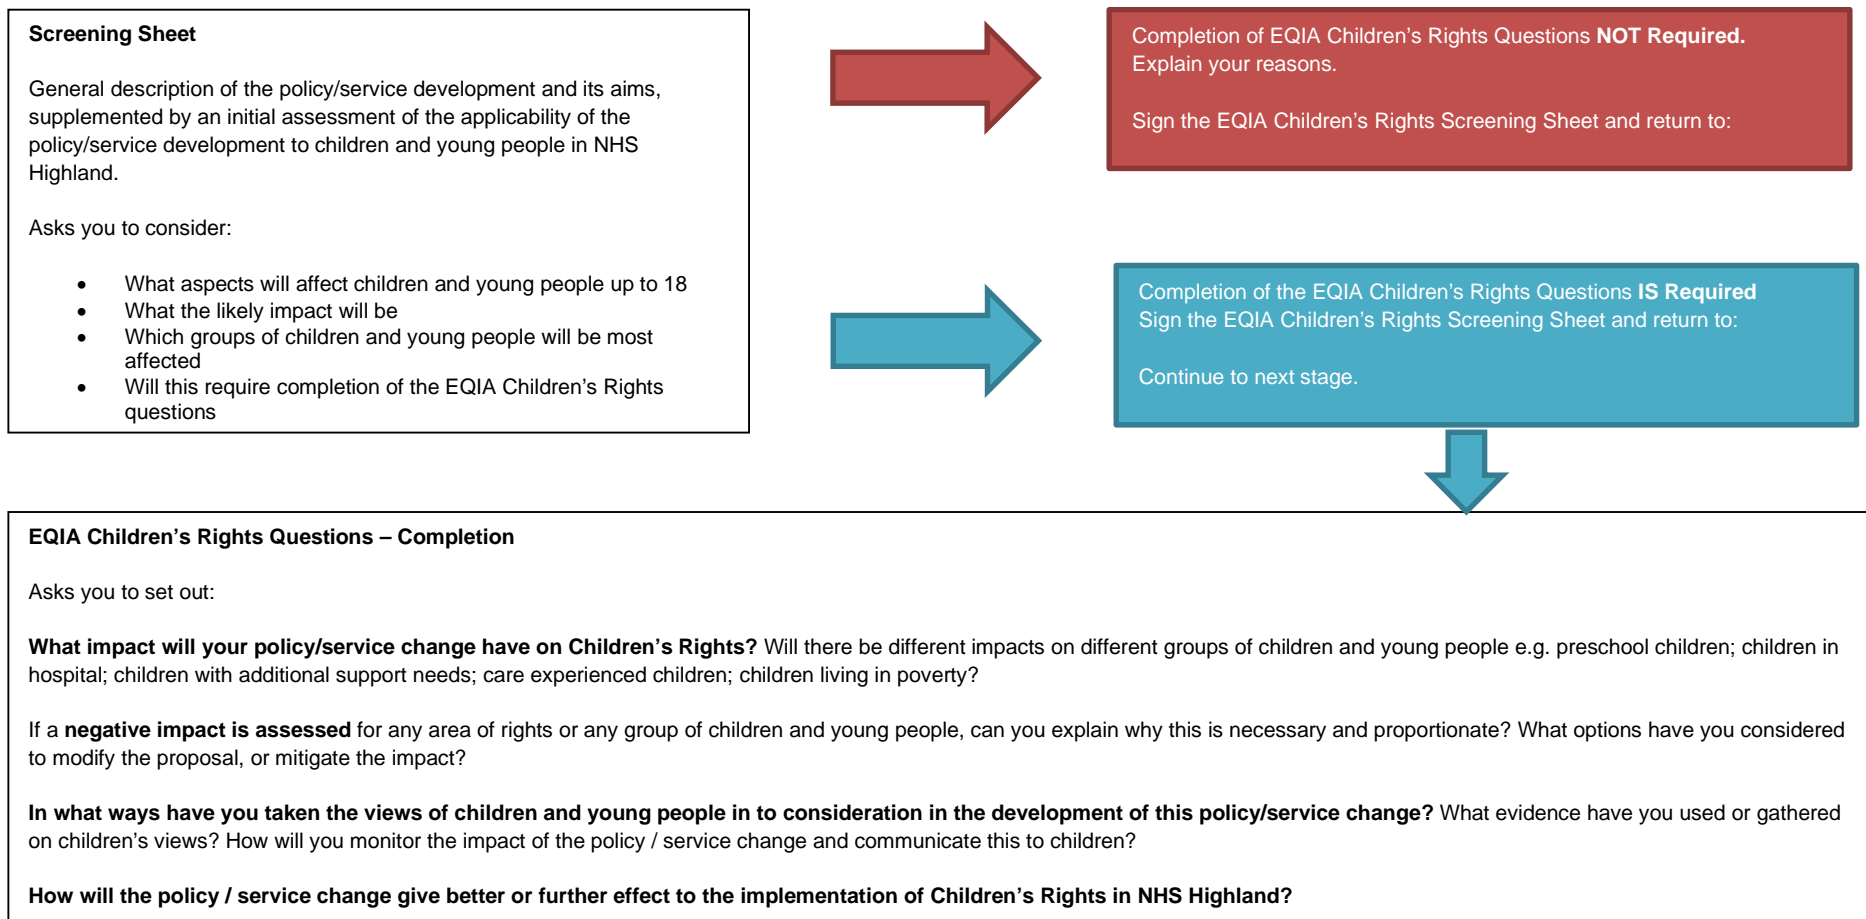 Screening Sheet
General description of the policy/service development and its aims,
supplemented by an initial assessment of the applicability of the
policy/service development to children and young people in NHS
Highland.
Asks you to consider:
• What aspects will affect children and young people up to 18
• What the likely impact will be
• Which groups of children and young people will be most
affected
• Will this require completion of the EQIA Children’s Rights
questions
Completion of EQIA Children’s Rights Questions NOT Required.
Explain your reasons.
Sign the EQIA Children’s Rights Screening Sheet and return to:
Completion of the EQIA Children’s Rights Questions IS Required
Sign the EQIA Children’s Rights Screening Sheet and return to:
Continue to next stage.
EQIA Children’s Rights Questions – Completion
Asks you to set out:
What impact will your policy/service change have on Children’s Rights? Will there be different impacts on different groups of children and young people e.g. preschool children; children in
hospital; children with additional support needs; care experienced children; children living in poverty?
If a negative impact is assessed for any area of rights or any group of children and young people, can you explain why this is necessary and proportionate? What options have you considered
to modify the proposal, or mitigate the impact?
In what ways have you taken the views of children and young people in to consideration in the development of this policy/service change? What evidence have you used or gathered
on children’s views? How will you monitor the impact of the policy / service change and communicate this to children?
How will the policy / service change give better or further effect to the implementation of Children’s Rights in NHS Highland?